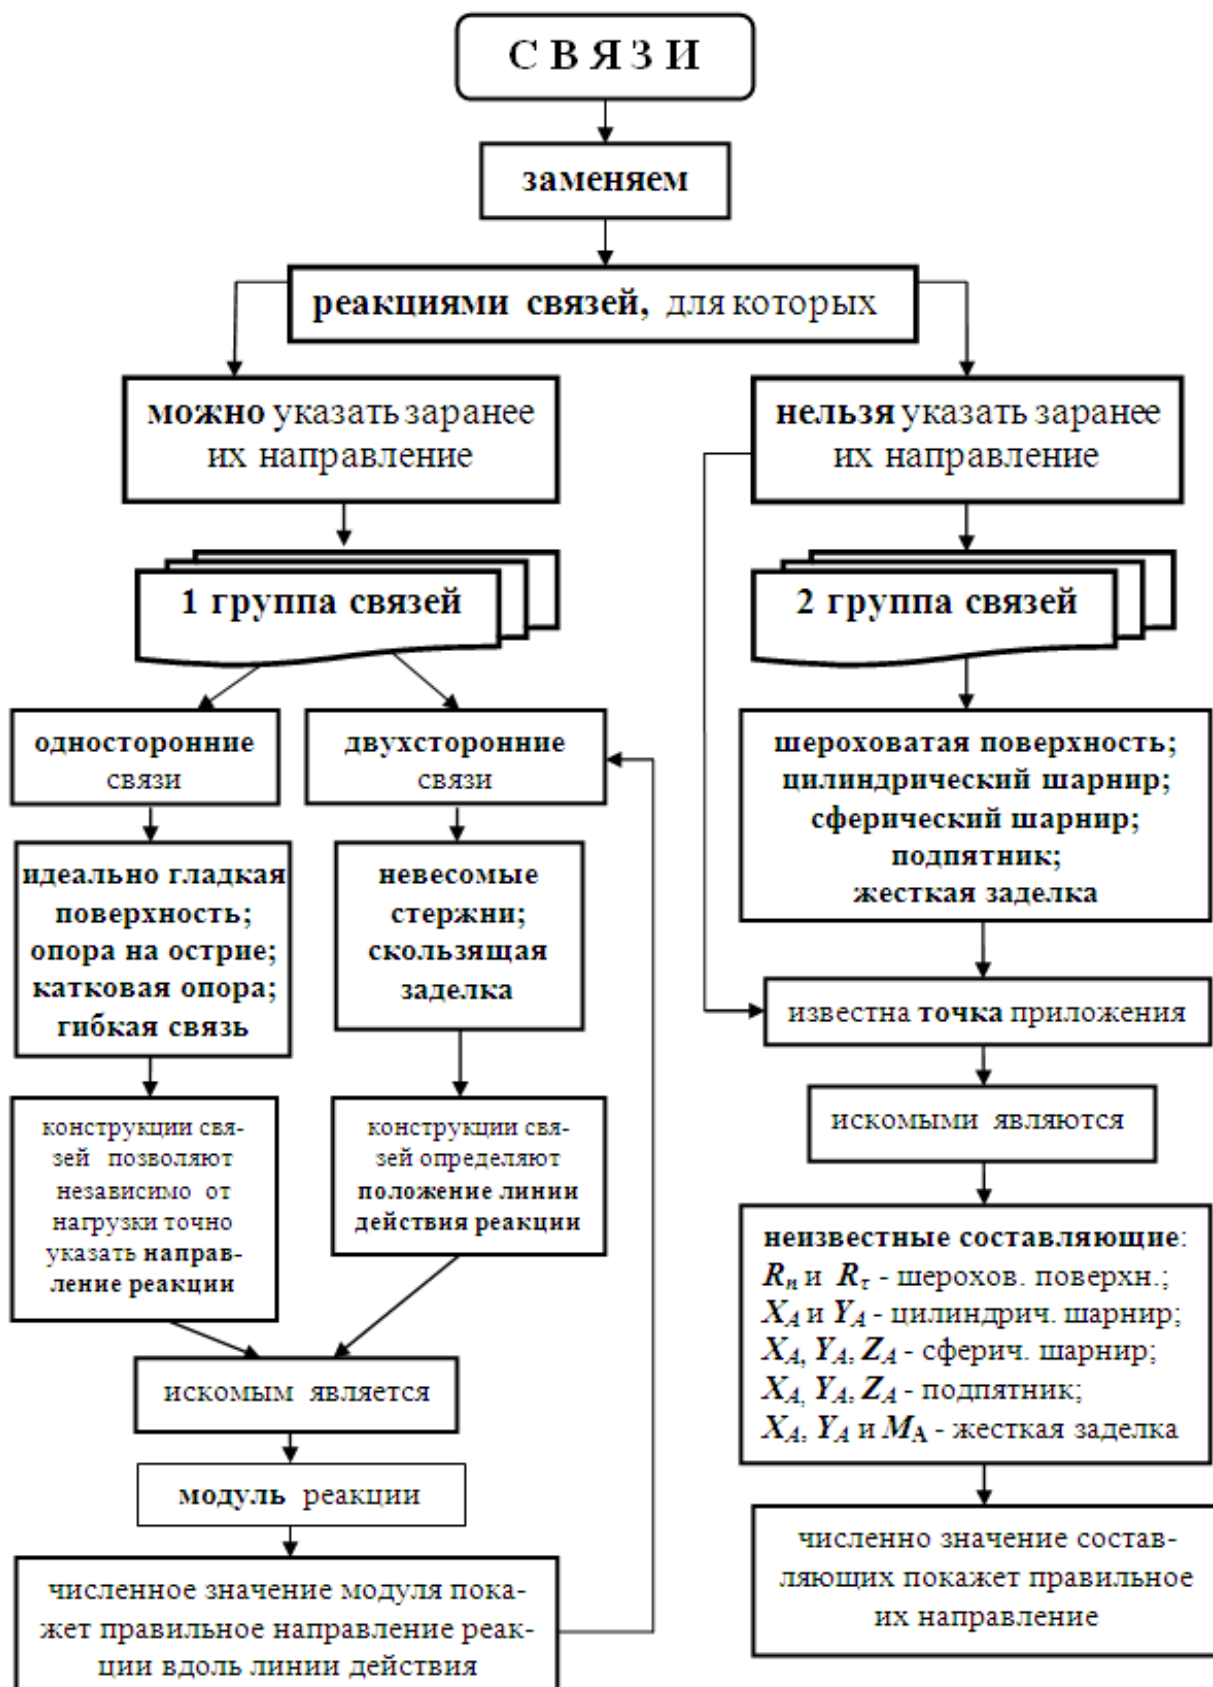 С В Я З И
заменяем
реакциями связей, для которых
можно указать заранее
их направление
нельзя указать заранее
их направление
1 группа связей
2 группа связей
односторонние
связи
двухсторонние
связи
шероховатая поверхность;
цилиндрический шарнир;
сферический шарнир;
подпятник;
жесткая заделка
идеально гладкая
поверхность;
опора на острие;
катковая опора;
гибкая связь
невесомые
стержни;
скользящая
заделка
известна точка приложения
искомыми являются
конструкции свя-
зей позволяют
независимо от
нагрузки точно
указать направ-
ление реакции
конструкции свя-
зей определяют
положение линии
действия реакции
неизвестные составляющие:
Rn и Rτ - шерохов. поверхн.;
XA и YA - цилиндрич. шарнир;
XA, YA, ZA - сферич. шарнир;
XA, YA, ZA - подпятник;
XA, YA и MA - жесткая заделка
искомым является
модуль реакции
численное значение модуля пока-
жет правильное направление реак-
ции вдоль линии действия
численно значение состав-
ляющих покажет правильное
их направление